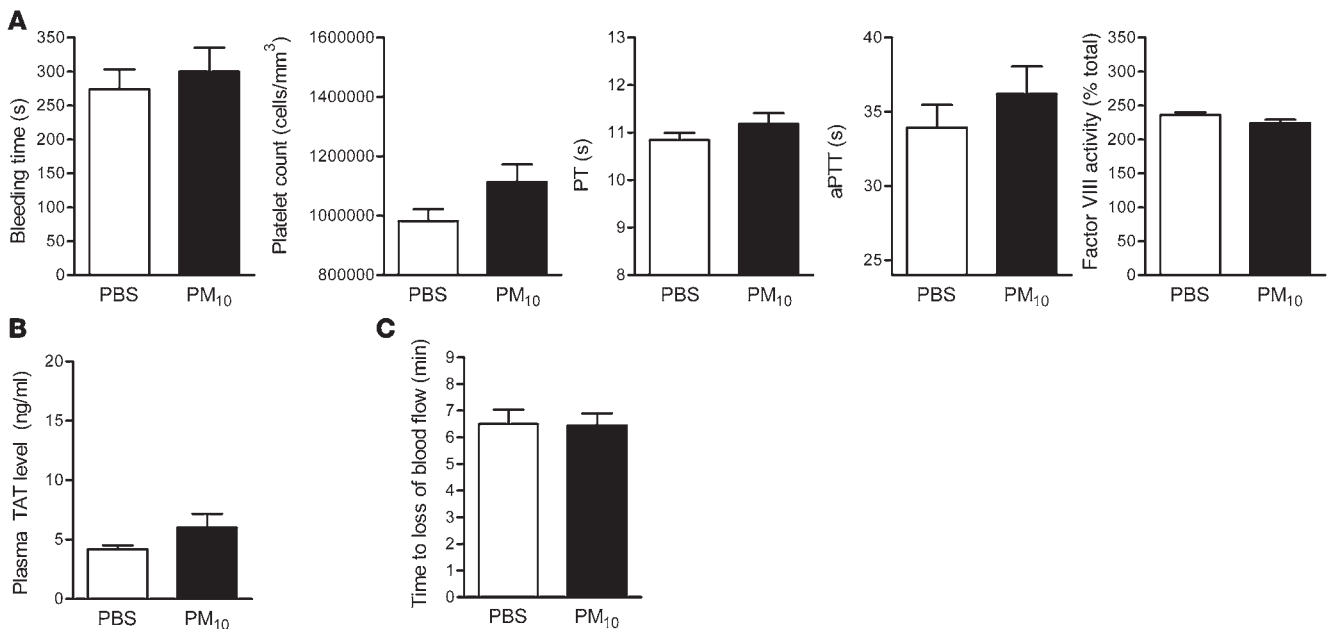 A
Bleeding time (s)
350
300
250
200
150
100
50
0
PBS PM₁₀
Platelet count (cells/mm³)
1600000
1400000
1200000
1000000
800000
PBS PM₁₀
PT (s)
13
12
11
10
9
8
PBS PM₁₀
aPTT (s)
40
35
30
25
PBS PM₁₀
Factor VIII activity (% total)
350
300
250
200
150
100
50
0
PBS PM₁₀
B
Plasma TAT level (ng/ml)
20
15
10
5
0
PBS PM₁₀
C
Time to loss of blood flow (min)
9
8
7
6
5
4
3
2
1
0
PBS PM₁₀